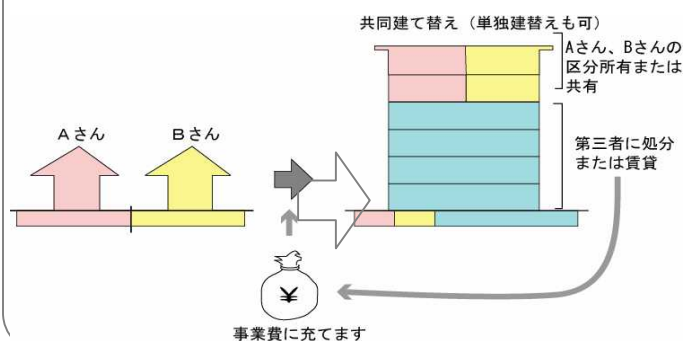 共同建て替え（単独建替えも可）
Aさん、Bさんの
区分所有または
共有
Aさん
Bさん
第三者に処分
または賃貸
¥
事業費に充てます